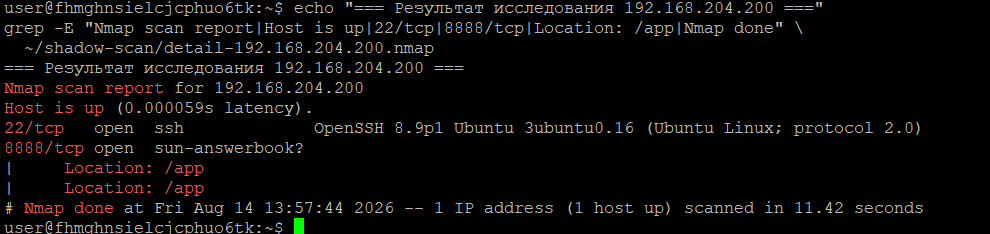 user@fhmghnsielcjcphuo6tk:~$ echo "=== Результат исследования 192.168.204.200 ==="
grep -E "Nmap scan report|Host is up|22/tcp|8888/tcp|Location: /app|Nmap done" \
  ~/shadow-scan/detail-192.168.204.200.nmap
=== Результат исследования 192.168.204.200 ===
Nmap scan report for 192.168.204.200
Host is up (0.000059s latency).
22/tcp   open  ssh             OpenSSH 8.9p1 Ubuntu 3ubuntu0.16 (Ubuntu Linux; protocol 2.0)
8888/tcp open  sun-answerbook?
|     Location: /app
|     Location: /app
# Nmap done at Fri Aug 14 13:57:44 2026 -- 1 IP address (1 host up) scanned in 11.42 seconds
user@fhmghnsielcjcphuo6tk:~$